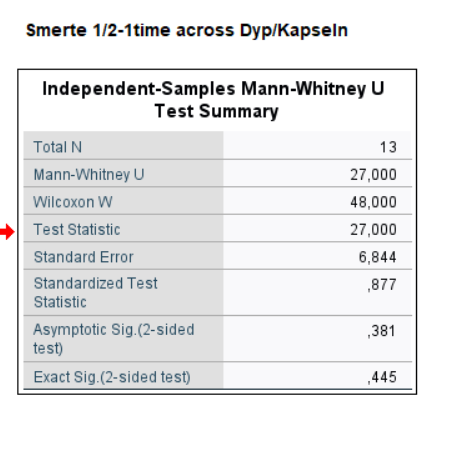 Smerte 1/2-1time across Dyp/Kapseln
Independent-Samples Mann-Whitney U
Test Summary
Total N 13
Mann-Whitney U 27,000
Wilcoxon W 48,000
Test Statistic 27,000
Standard Error 6,844
Standardized Test
Statistic ,877
Asymptotic Sig.(2-sided
test) ,381
Exact Sig.(2-sided test) ,445